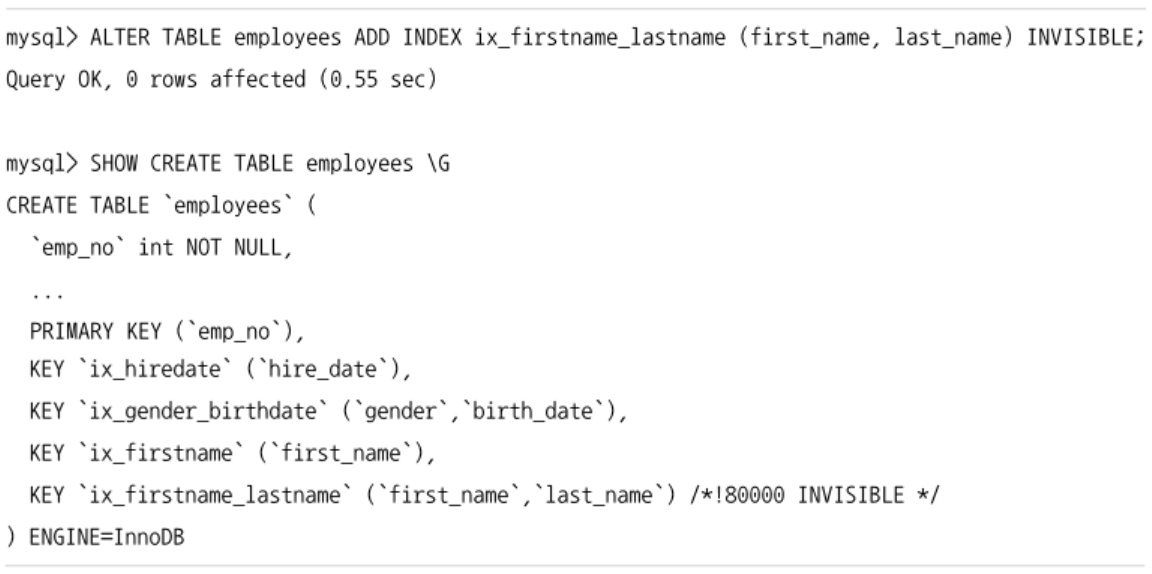 mysql> ALTER TABLE employees ADD INDEX ix_firstname_lastname (first_name, last_name) INVISIBLE;
Query OK, 0 rows affected (0.55 sec)
mysql> SHOW CREATE TABLE employees \G
CREATE TABLE `employees` (
  `emp_no` int NOT NULL,
  ...
  PRIMARY KEY (`emp_no`),
  KEY `ix_hiredate` (`hire_date`),
  KEY `ix_gender_birthdate` (`gender`,`birth_date`),
  KEY `ix_firstname` (`first_name`),
  KEY `ix_firstname_lastname` (`first_name`,`last_name`) /*!80000 INVISIBLE */
) ENGINE=InnoDB